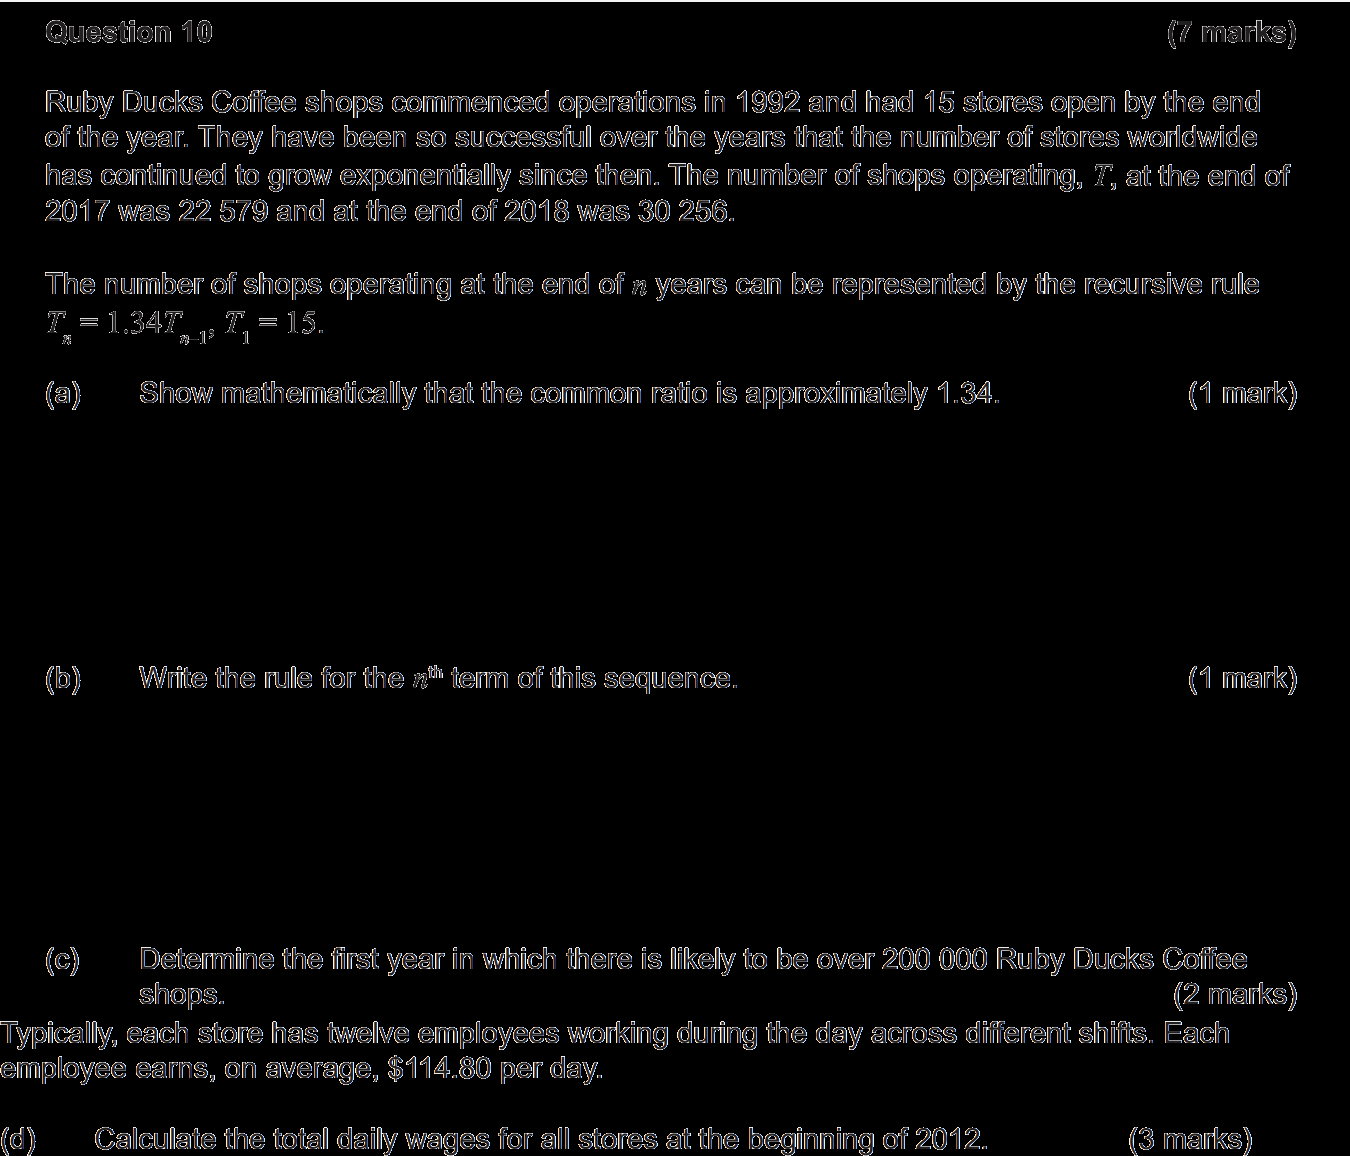 Question 10 (7 marks)
Ruby Ducks Coffee shops commenced operations in 1992 and had 15 stores open by the end
of the year. They have been so successful over the years that the number of stores worldwide
has continued to grow exponentially since then. The number of shops operating, T, at the end of
2017 was 22 579 and at the end of 2018 was 30 256.
The number of shops operating at the end of n years can be represented by the recursive rule
Tₙ = 1.34Tₙ₋₁, T₁ = 15.
(a) Show mathematically that the common ratio is approximately 1.34. (1 mark)
(b) Write the rule for the nᵗʰ term of this sequence. (1 mark)
(c) Determine the first year in which there is likely to be over 200 000 Ruby Ducks Coffee
shops. (2 marks)
Typically, each store has twelve employees working during the day across different shifts. Each
employee earns, on average, $114.80 per day.
(d) Calculate the total daily wages for all stores at the beginning of 2012. (3 marks)